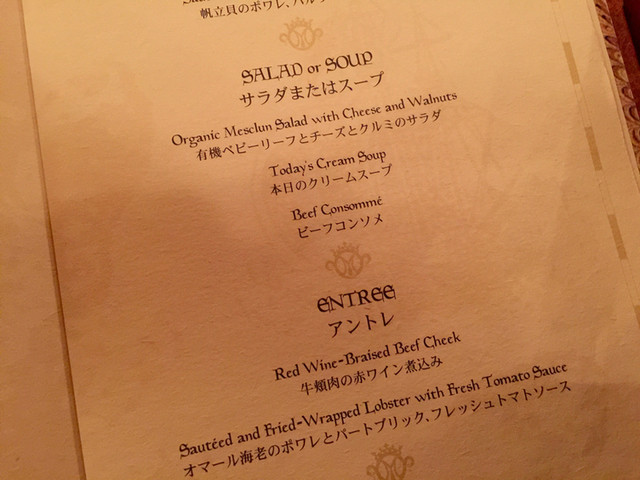 帆立貝のポワレ、バルサ
SALAD or SOUP
サラダまたはスープ
Organic Mesclun Salad with Cheese and Walnuts
有機ベビーリーフとチーズとクルミのサラダ
Today's Cream Soup
本日のクリームスープ
Beef Consommé
ビーフコンソメ
ENTREE
アントレ
Red Wine-Braised Beef Cheek
牛頬肉の赤ワイン煮込み
Sautéed and Fried-Wrapped Lobster with Fresh Tomato Sauce
オマール海老のポワレとパートブリック、フレッシュトマトソース